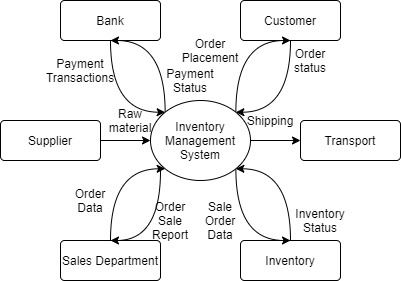 Bank
Customer
Payment
Transactions
Payment
Status
Order
Placement
Order
status
Supplier
Raw
material
Inventory
Management
System
Shipping
Transport
Order
Data
Order
Sale
Report
Sale
Order
Data
Inventory
Status
Sales Department
Inventory